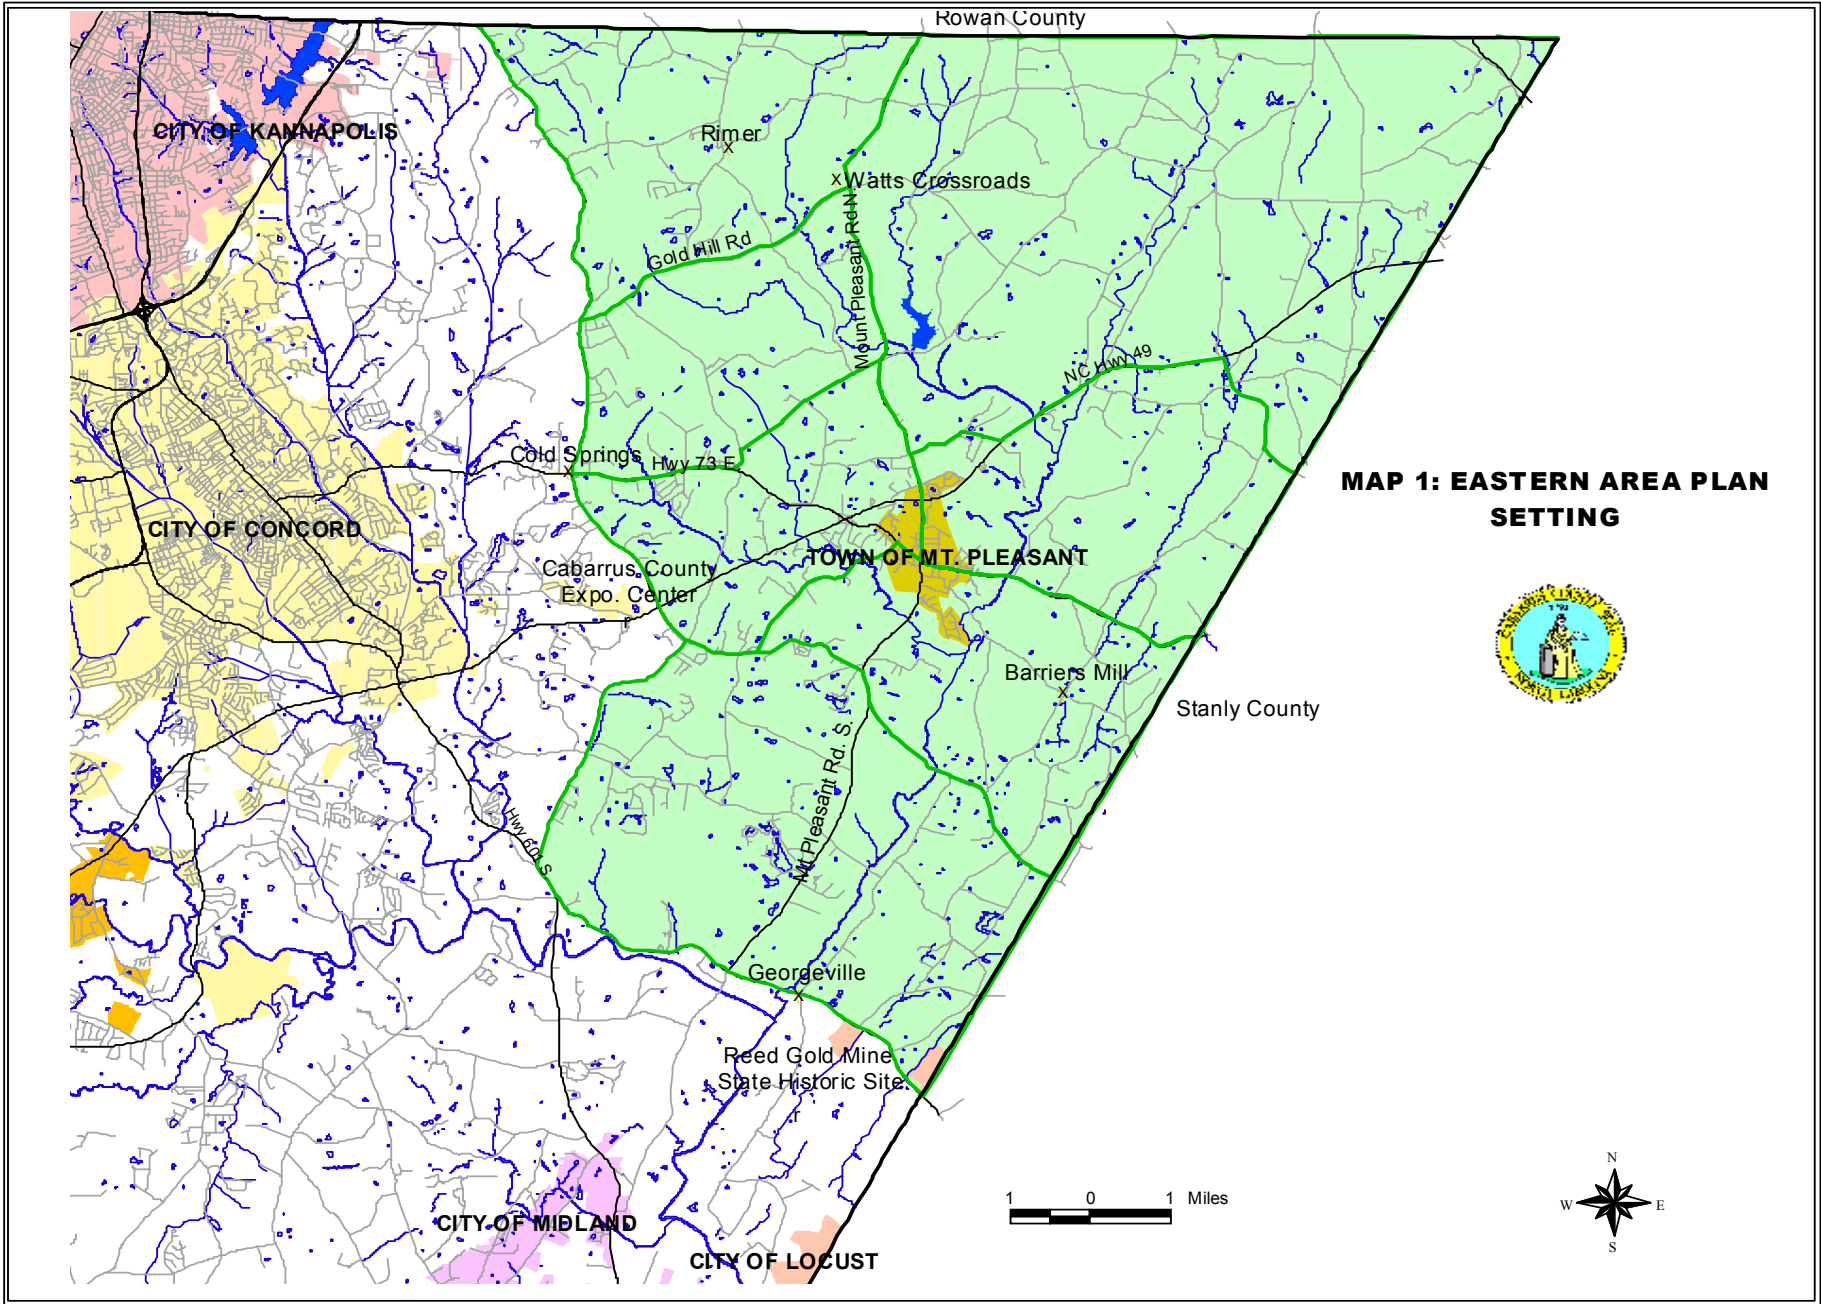 Rowan County
CITY OF KANNAPOLIS
Rimer
X
X Watts Crossroads
Gold Hill Rd
Mount Pleasant Rd N.
NC Hwy 49
Cold Springs
X
Hwy 73 E
MAP 1: EASTERN AREA PLAN
SETTING
CITY OF CONCORD
Cabarrus County
Expo. Center
r
TOWN OF MT. PLEASANT
Barriers Mill
X
Stanly County
Mt Pleasant Rd. S.
Hwy 601 S
Georgeville
X
Reed Gold Mine
State Historic Site
r
CITY OF MIDLAND
CITY OF LOCUST
1 0 1 Miles
N
W E
S